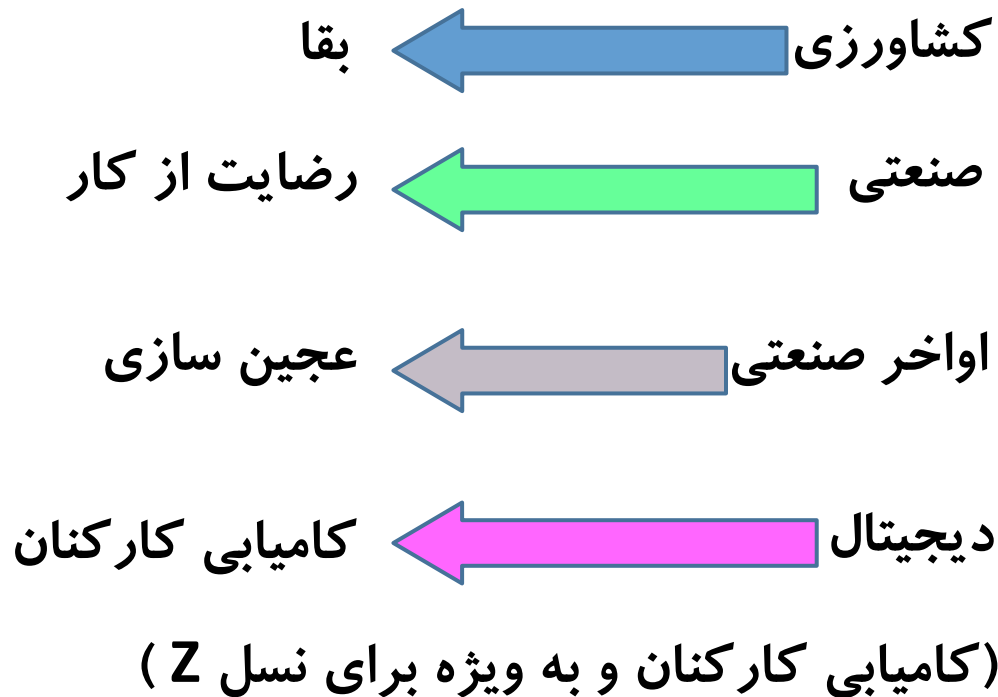 کشاورزی بقا
صنعتی رضایت از کار
اواخر صنعتی عجین سازی
دیجیتال کامیابی کارکنان
(کامیابی کارکنان و به ویژه برای نسل Z )